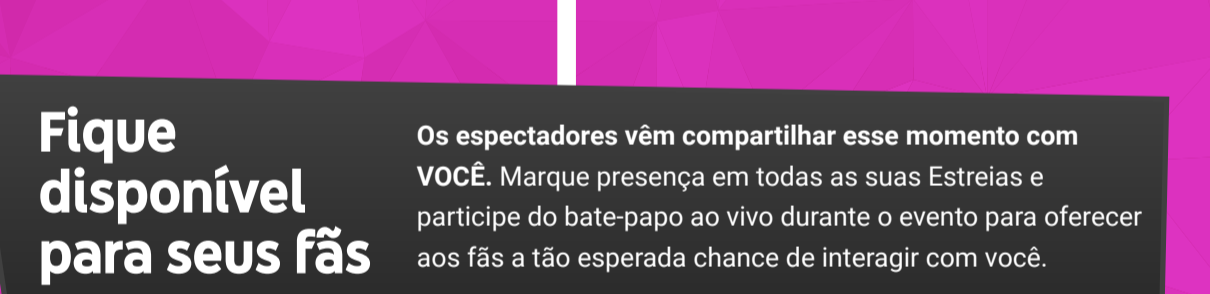 Fique
disponível
para seus fãs
Os espectadores vêm compartilhar esse momento com
VOCÊ. Marque presença em todas as suas Estreias e
participe do bate-papo ao vivo durante o evento para oferecer
aos fãs a tão esperada chance de interagir com você.